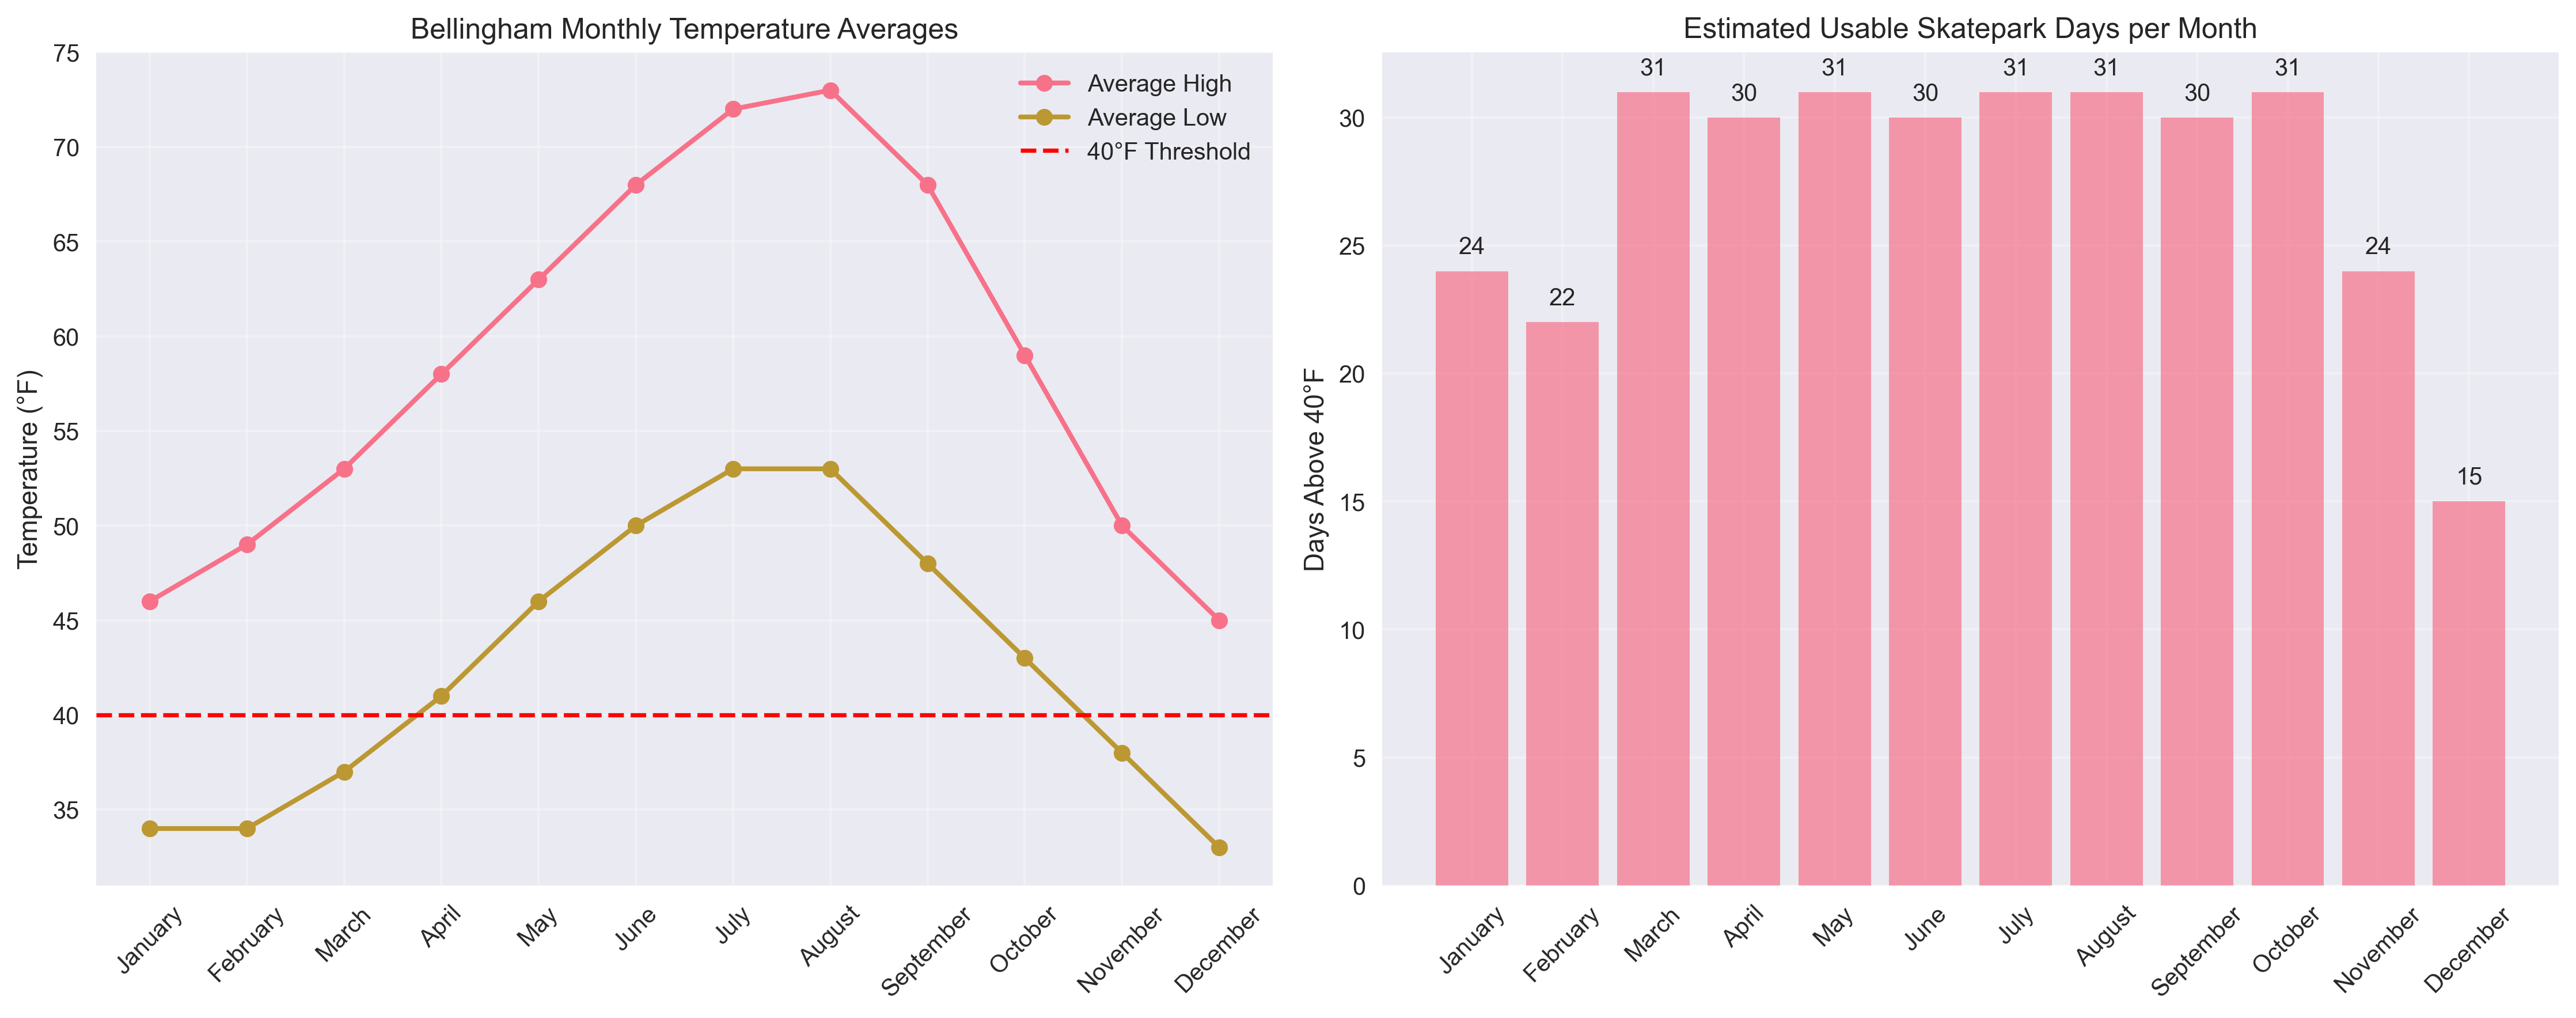 Bellingham Monthly Temperature Averages
Temperature (°F)
75
70
65
60
55
50
45
40
35
Average High
Average Low
40°F Threshold
January
February
March
April
May
June
July
August
September
October
November
December
Estimated Usable Skatepark Days per Month
Days Above 40°F
30
25
20
15
10
5
0
24
22
31
30
31
30
31
31
30
31
24
15
January
February
March
April
May
June
July
August
September
October
November
December